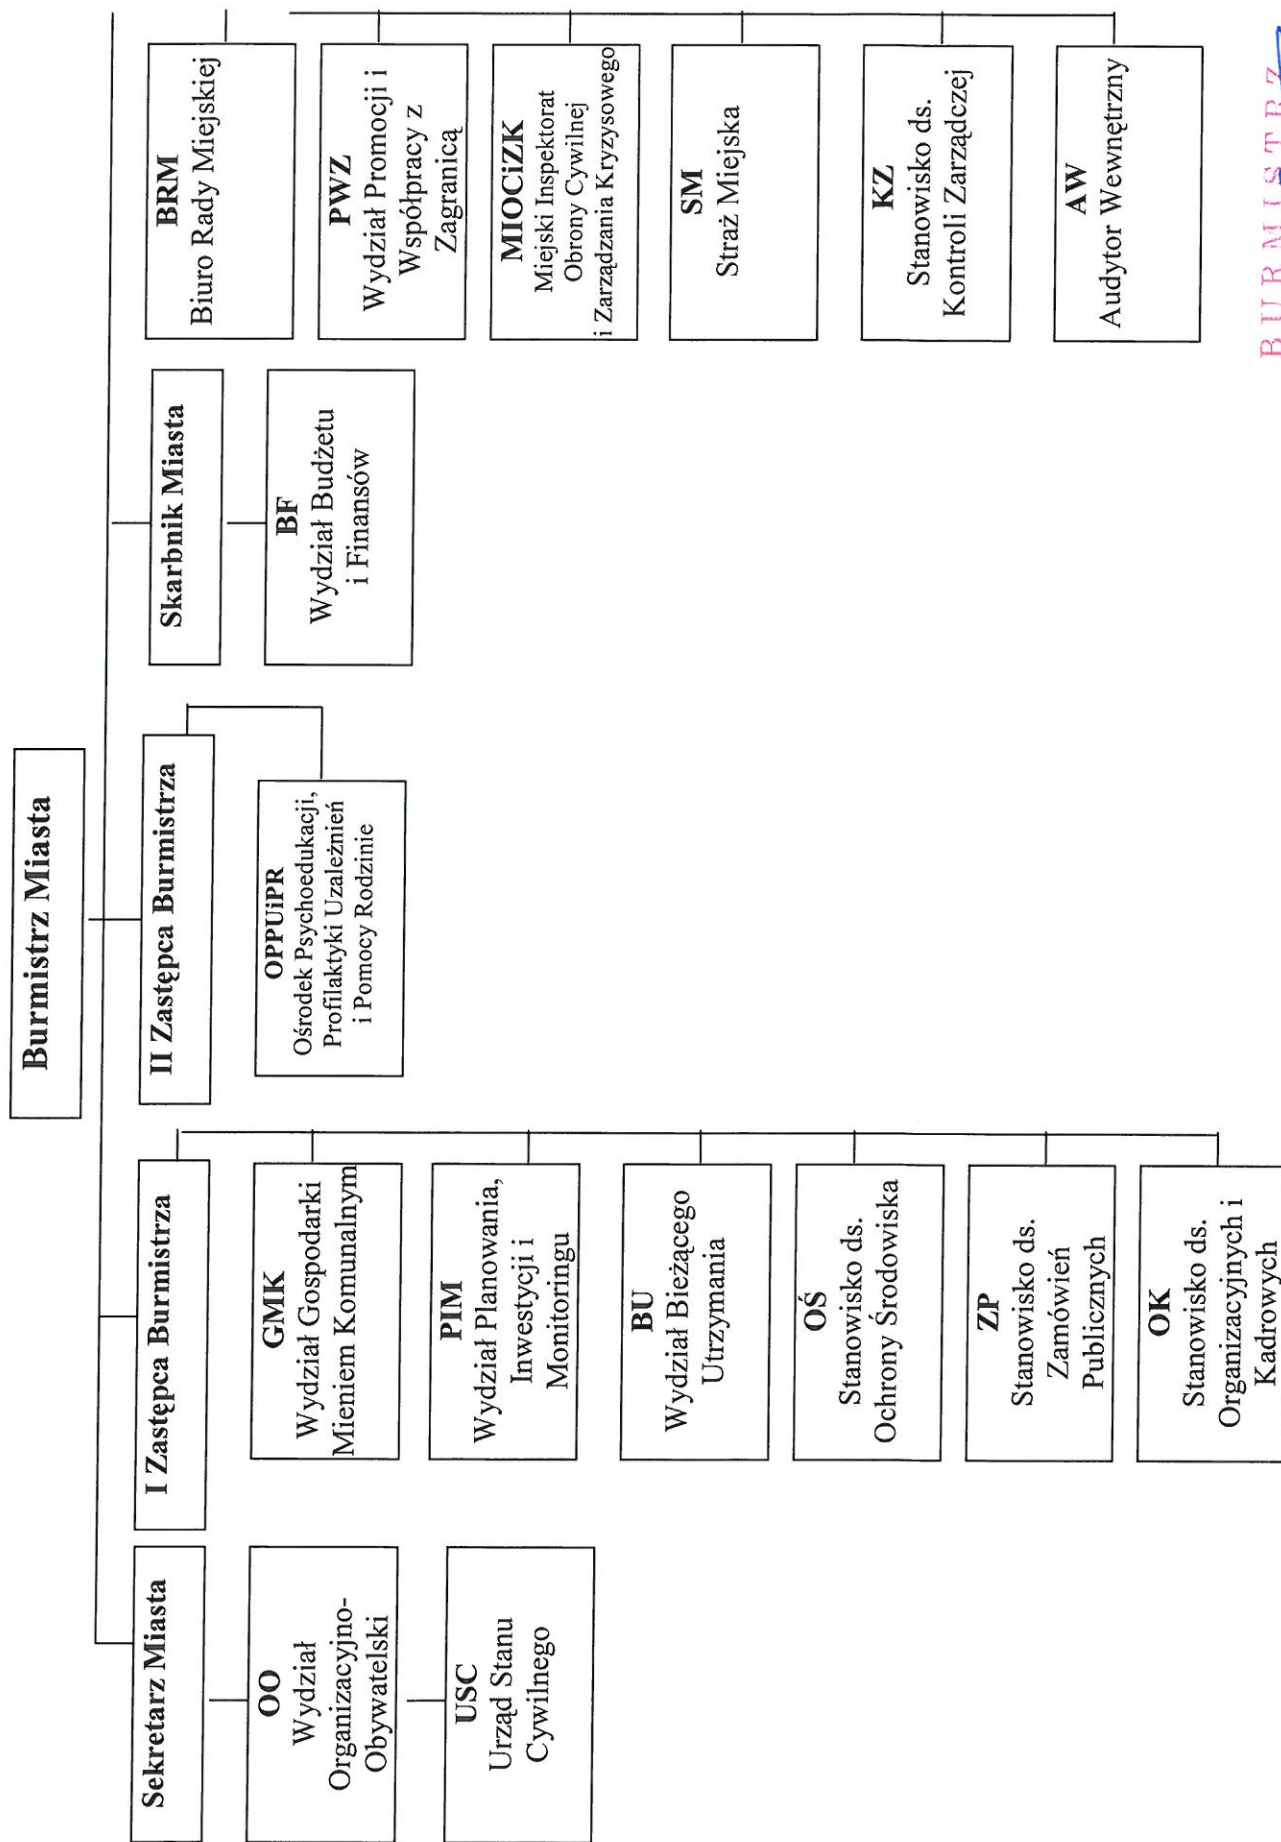 Burmistrz Miasta
Sekretarz Miasta
OO
Wydział
Organizacyjno-
Obywatelski
USC
Urząd Stanu
Cywilnego
I Zastępca Burmistrza
GMK
Wydział Gospodarki
Mieniem Komunalnym
PIM
Wydział Planowania,
Inwestycji i
Monitoringu
BU
Wydział Bieżącego
Utrzymania
OŚ
Stanowisko ds.
Ochrony Środowiska
ZP
Stanowisko ds.
Zamówień
Publicznych
OK
Stanowisko ds.
Organizacyjnych i
Kadrowych
II Zastępca Burmistrza
OPPUiPR
Ośrodek Psychoedukacji,
Profilaktyki Uzależnień
i Pomocy Rodzinie
Skarbnik Miasta
BF
Wydział Budżetu
i Finansów
BRM
Biuro Rady Miejskiej
PWZ
Wydział Promocji i
Współpracy z
Zagranicą
MIOCiZK
Miejski Inspektorat
Obrony Cywilnej
i Zarządzania Kryzysowego
SM
Straż Miejska
KZ
Stanowisko ds.
Kontroli Zarządczej
AW
Audytor Wewnętrzny
BURMISTRZ